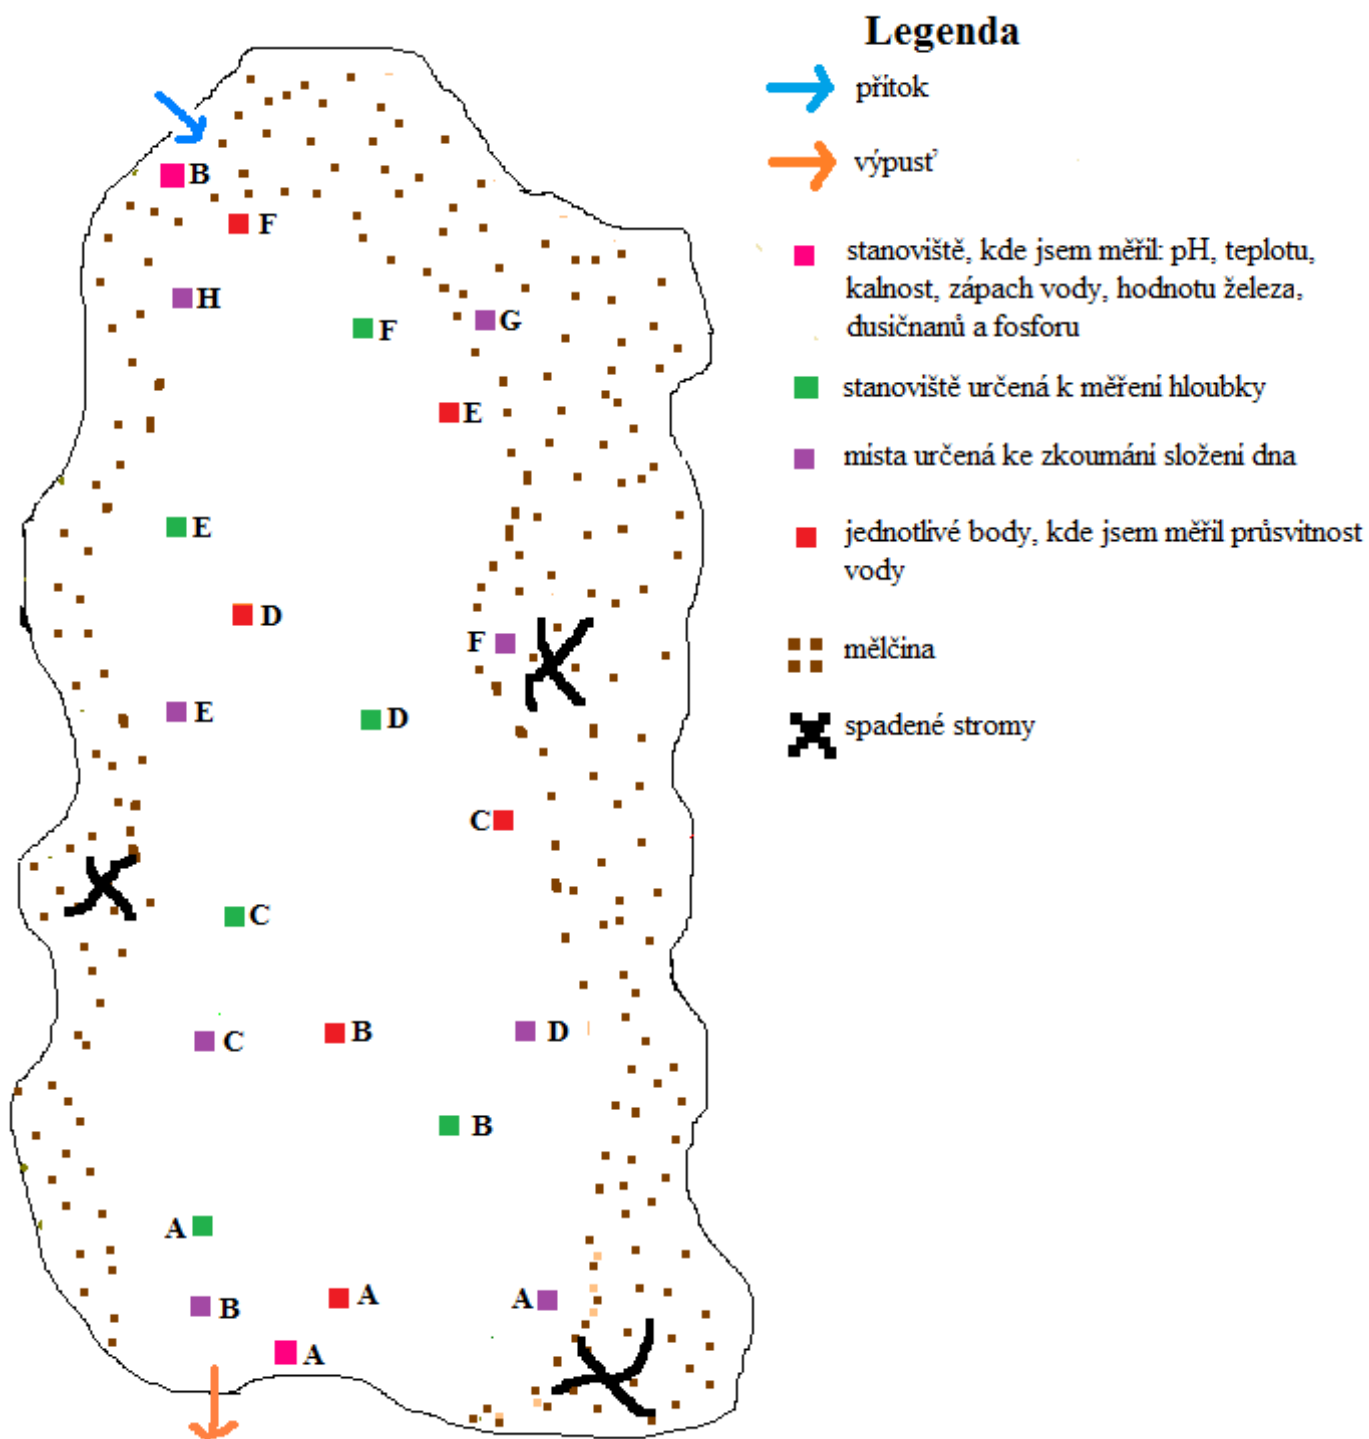 Legenda
přítok
výpusť
stanoviště, kde jsem měřil: pH, teplotu,
kalnost, zápach vody, hodnotu železa,
dusičnanů a fosforu
stanoviště určená k měření hloubky
místa určená ke zkoumání složení dna
jednotlivé body, kde jsem měřil průsvitnost
vody
mělčina
spadené stromy
B
F
H
F
G
E
E
D
F
E
D
C
C
C
B
D
B
A
B
A
A
A